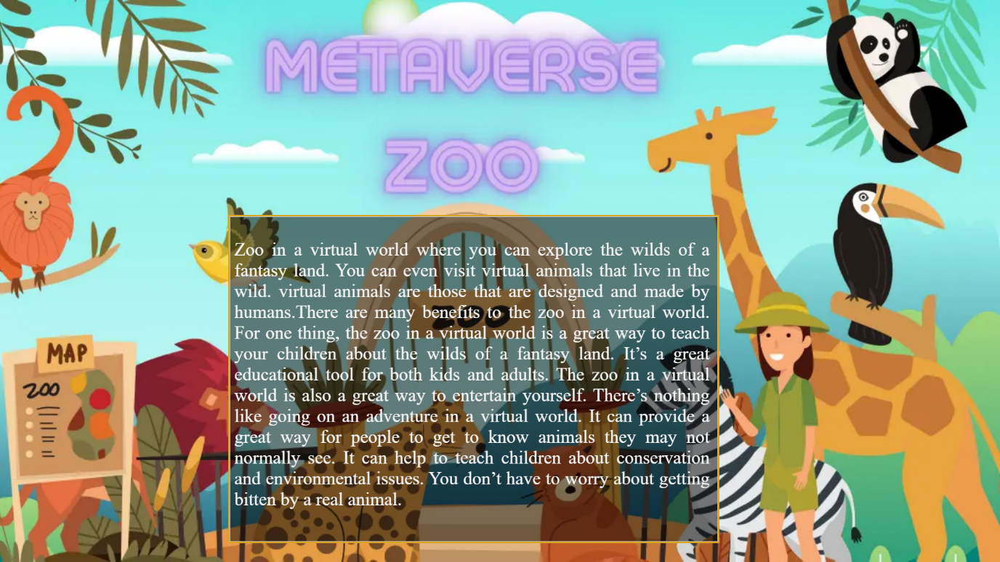 METAVERSE
ZOO
Zoo in a virtual world where you can explore the wilds of a
fantasy land. You can even visit virtual animals that live in the
wild. virtual animals are those that are designed and made by
humans.There are many benefits to the zoo in a virtual world.
For one thing, the zoo in a virtual world is a great way to teach
your children about the wilds of a fantasy land. It’s a great
educational tool for both kids and adults. The zoo in a virtual
world is also a great way to entertain yourself. There’s nothing
like going on an adventure in a virtual world. It can provide a
great way for people to get to know animals they may not
normally see. It can help to teach children about conservation
and environmental issues. You don’t have to worry about getting
bitten by a real animal.
ZOO
MAP
ZOO